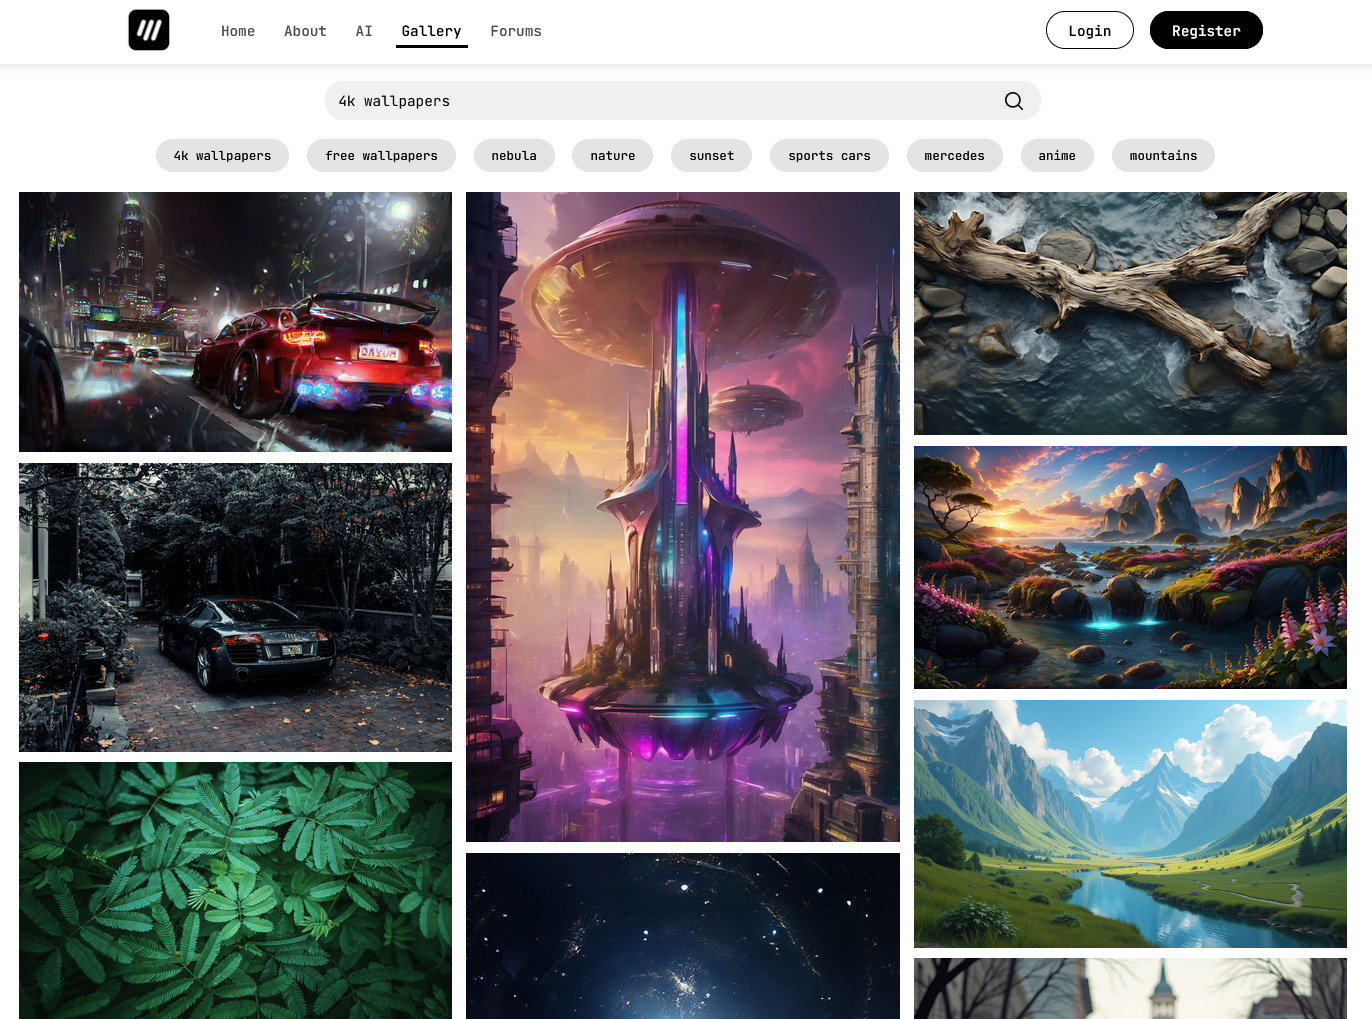 Home About AI Gallery Forums Login Register
4k wallpapers
4k wallpapers free wallpapers nebula nature sunset sports cars mercedes anime mountains